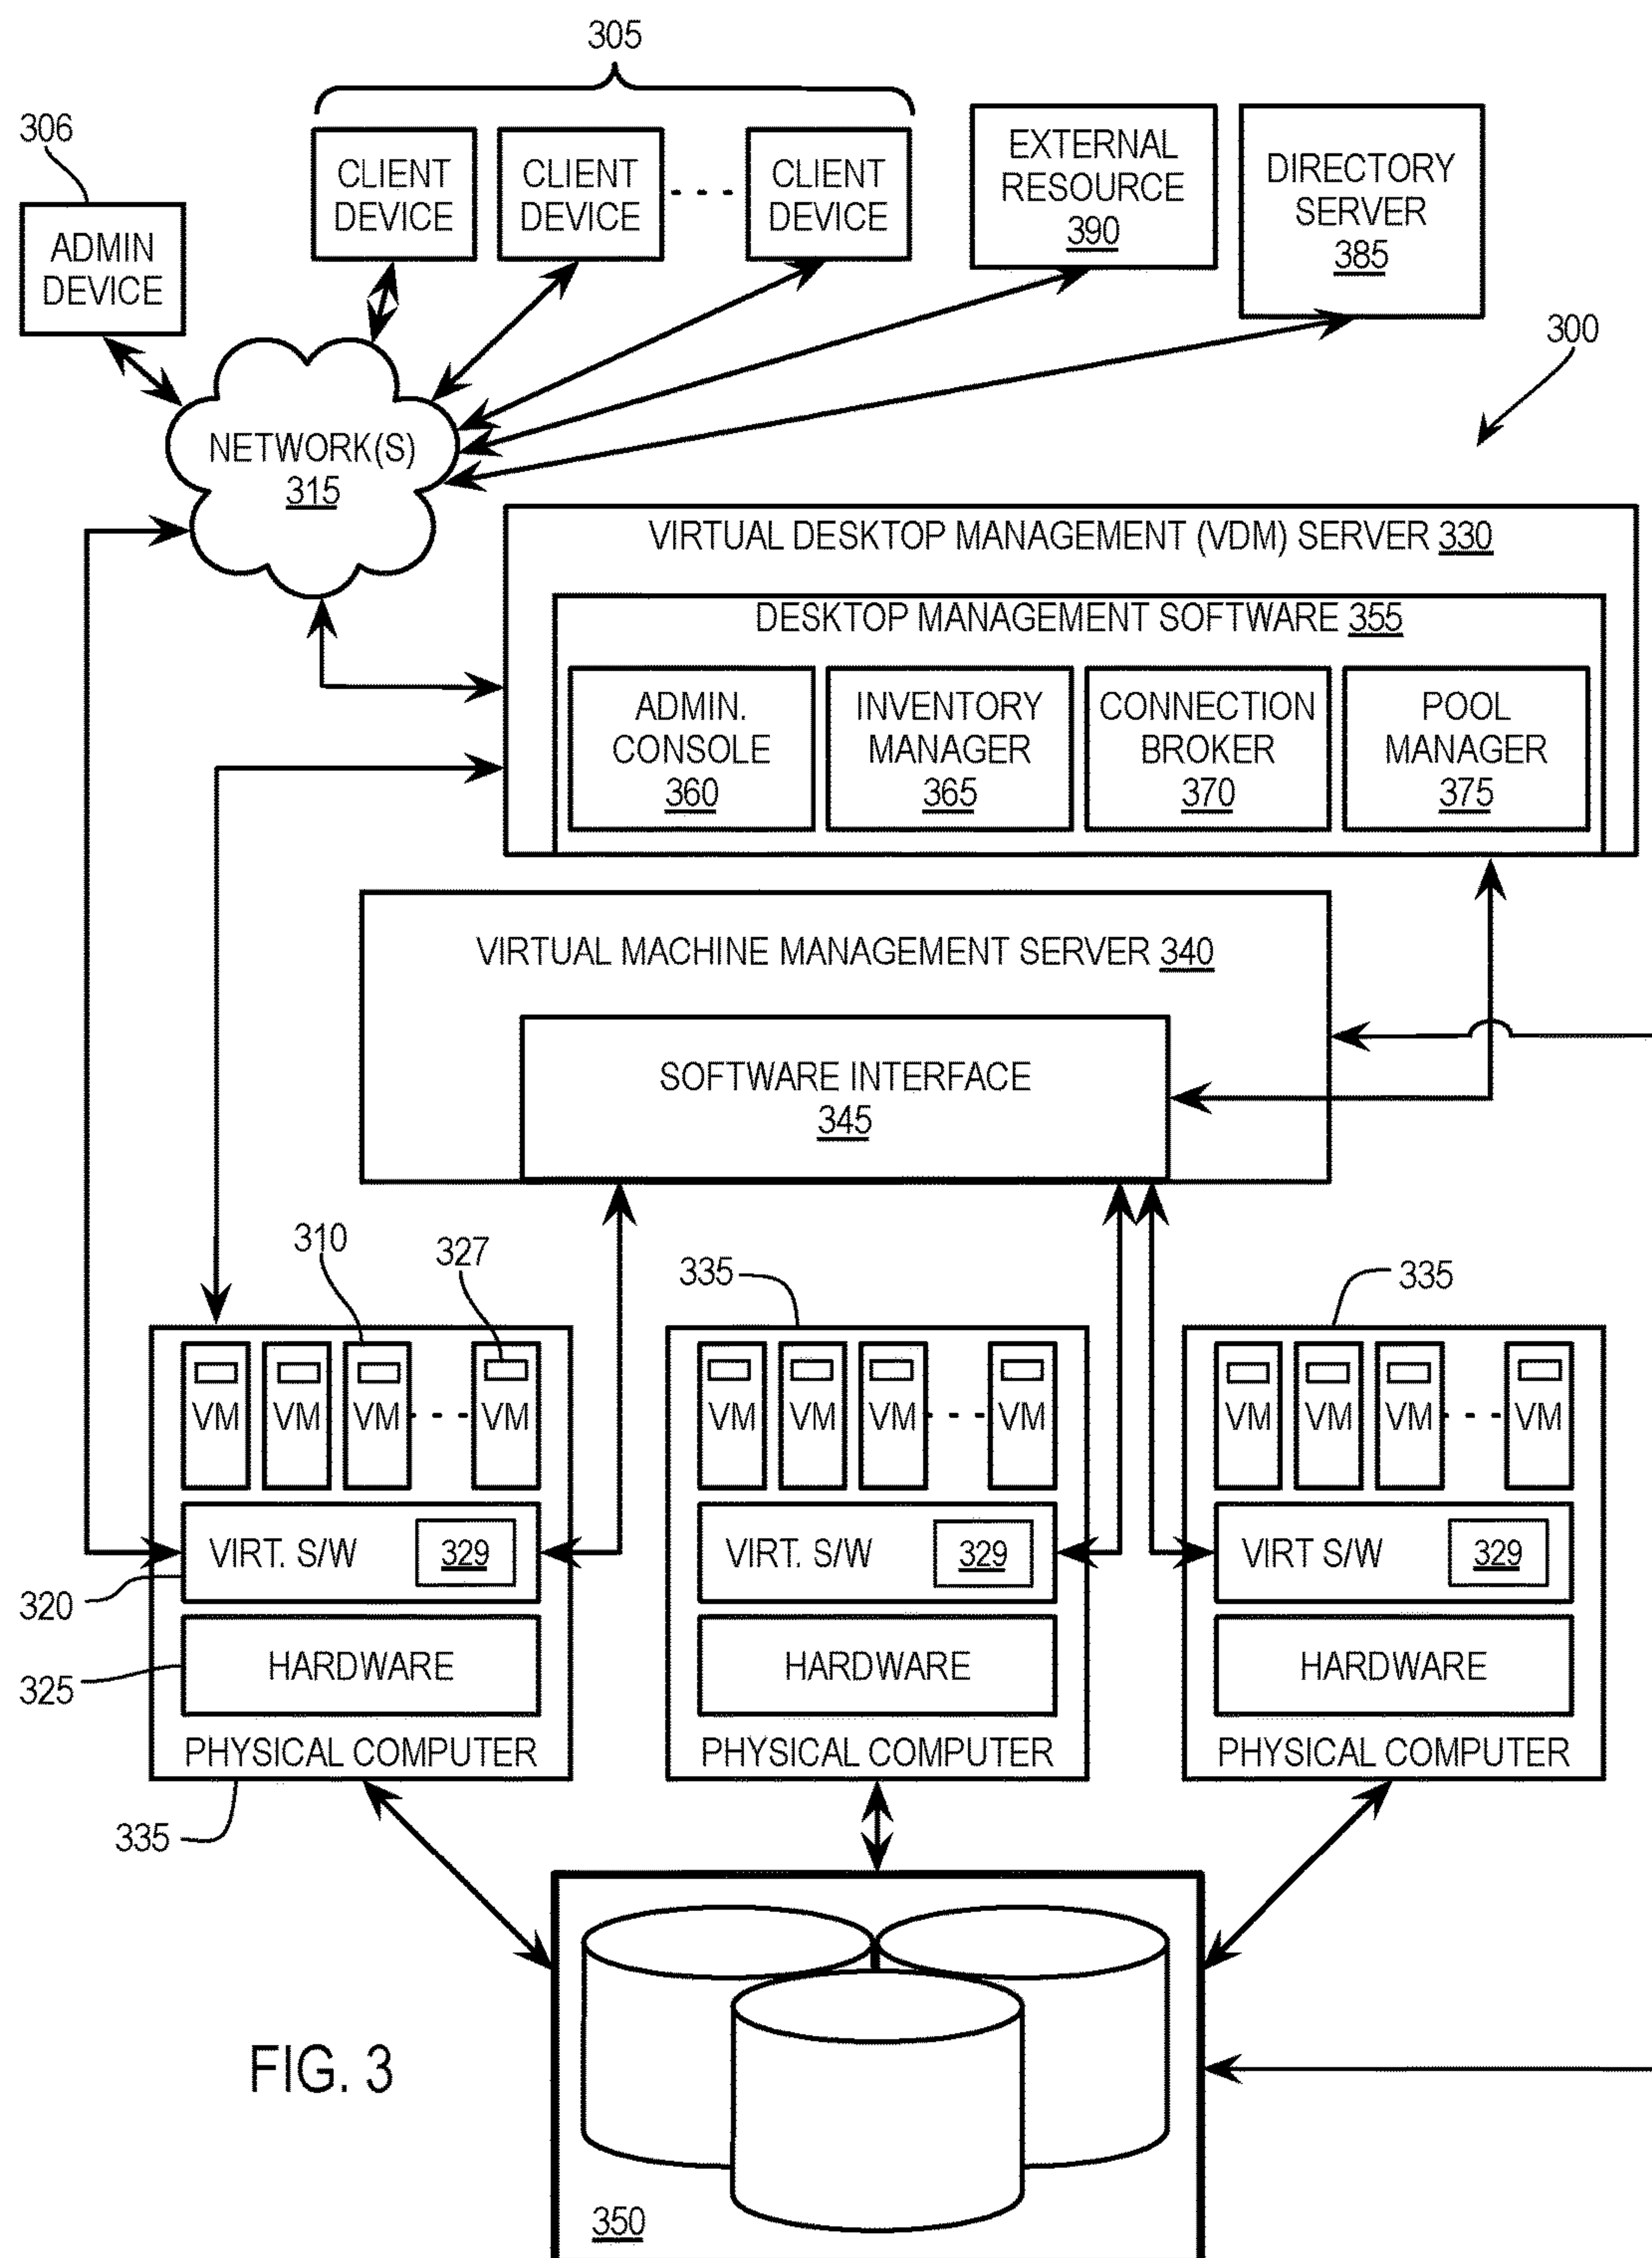 305
306
CLIENT
DEVICE
CLIENT
DEVICE
CLIENT
DEVICE
EXTERNAL
RESOURCE
390
DIRECTORY
SERVER
385
ADMIN
DEVICE
300
NETWORK(S)
315
VIRTUAL DESKTOP MANAGEMENT (VDM) SERVER 330
DESKTOP MANAGEMENT SOFTWARE 355
ADMIN.
CONSOLE
360
INVENTORY
MANAGER
365
CONNECTION
BROKER
370
POOL
MANAGER
375
VIRTUAL MACHINE MANAGEMENT SERVER 340
SOFTWARE INTERFACE
345
310
327
335
335
VM VM VM VM
VM VM VM VM
VM VM VM VM
VIRT. S/W 329
VIRT. S/W 329
VIRT S/W 329
320
HARDWARE
HARDWARE
HARDWARE
325
PHYSICAL COMPUTER
PHYSICAL COMPUTER
PHYSICAL COMPUTER
335
FIG. 3
350